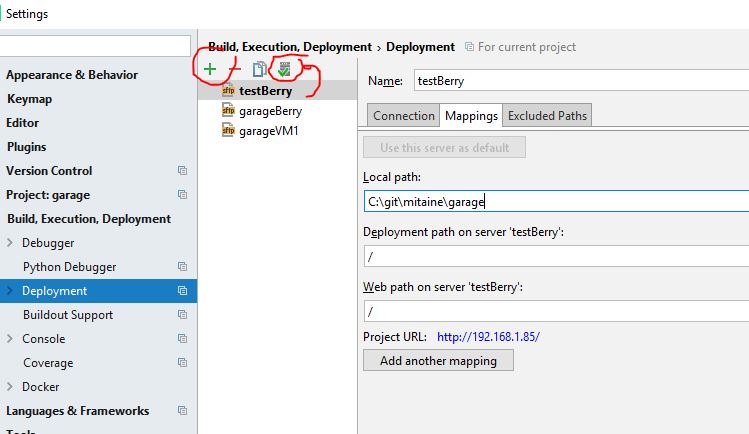 Settings
Build, Execution, Deployment › Deployment For current project
Appearance & Behavior
Keymap
Editor
Plugins
Version Control
Project: garage
Build, Execution, Deployment
Debugger
Python Debugger
Deployment
Buildout Support
Console
Coverage
Docker
Languages & Frameworks
Tools
sftp testBerry
sftp garageBerry
sftp garageVM1
Name: testBerry
Connection Mappings Excluded Paths
Use this server as default
Local path:
C:\git\mitaine\garage
Deployment path on server 'testBerry':
/
Web path on server 'testBerry':
/
Project URL: http://192.168.1.85/
Add another mapping